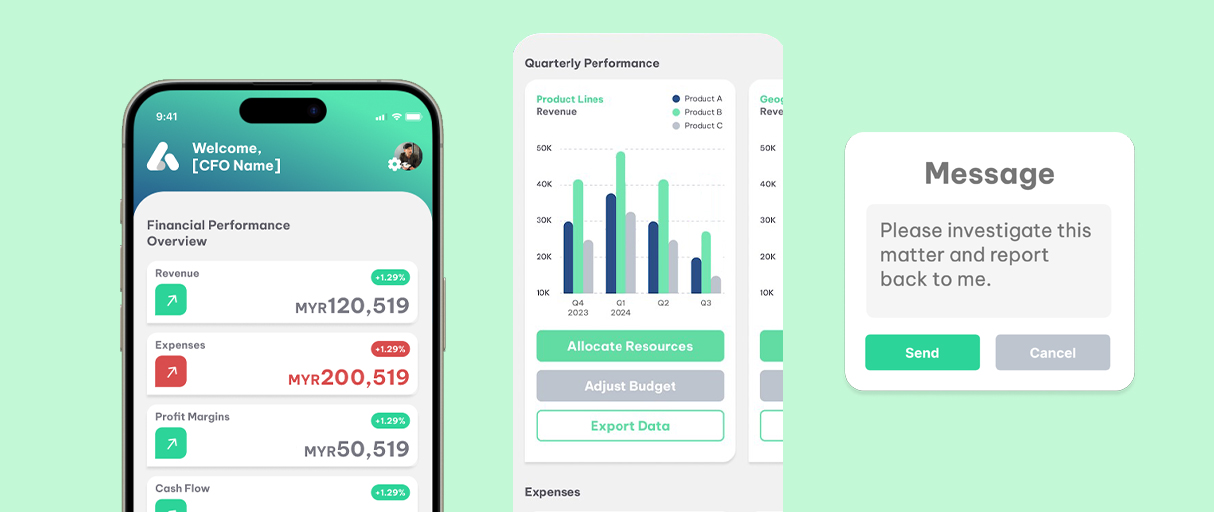 9:41
Welcome,
[CFO Name]
Financial Performance
Overview
Revenue
+1.29%
MYR120,519
Expenses
+1.29%
MYR200,519
Profit Margins
+1.29%
MYR50,519
Cash Flow
+1.29%
Quarterly Performance
Product Lines
Revenue
Product A
Product B
Product C
50K
40K
30K
20K
10K
Q4
2023
Q1
2024
Q2
Q3
Allocate Resources
Adjust Budget
Export Data
Geog
Reve
50K
40K
30K
20K
10K
Expenses
Message
Please investigate this
matter and report
back to me.
Send
Cancel